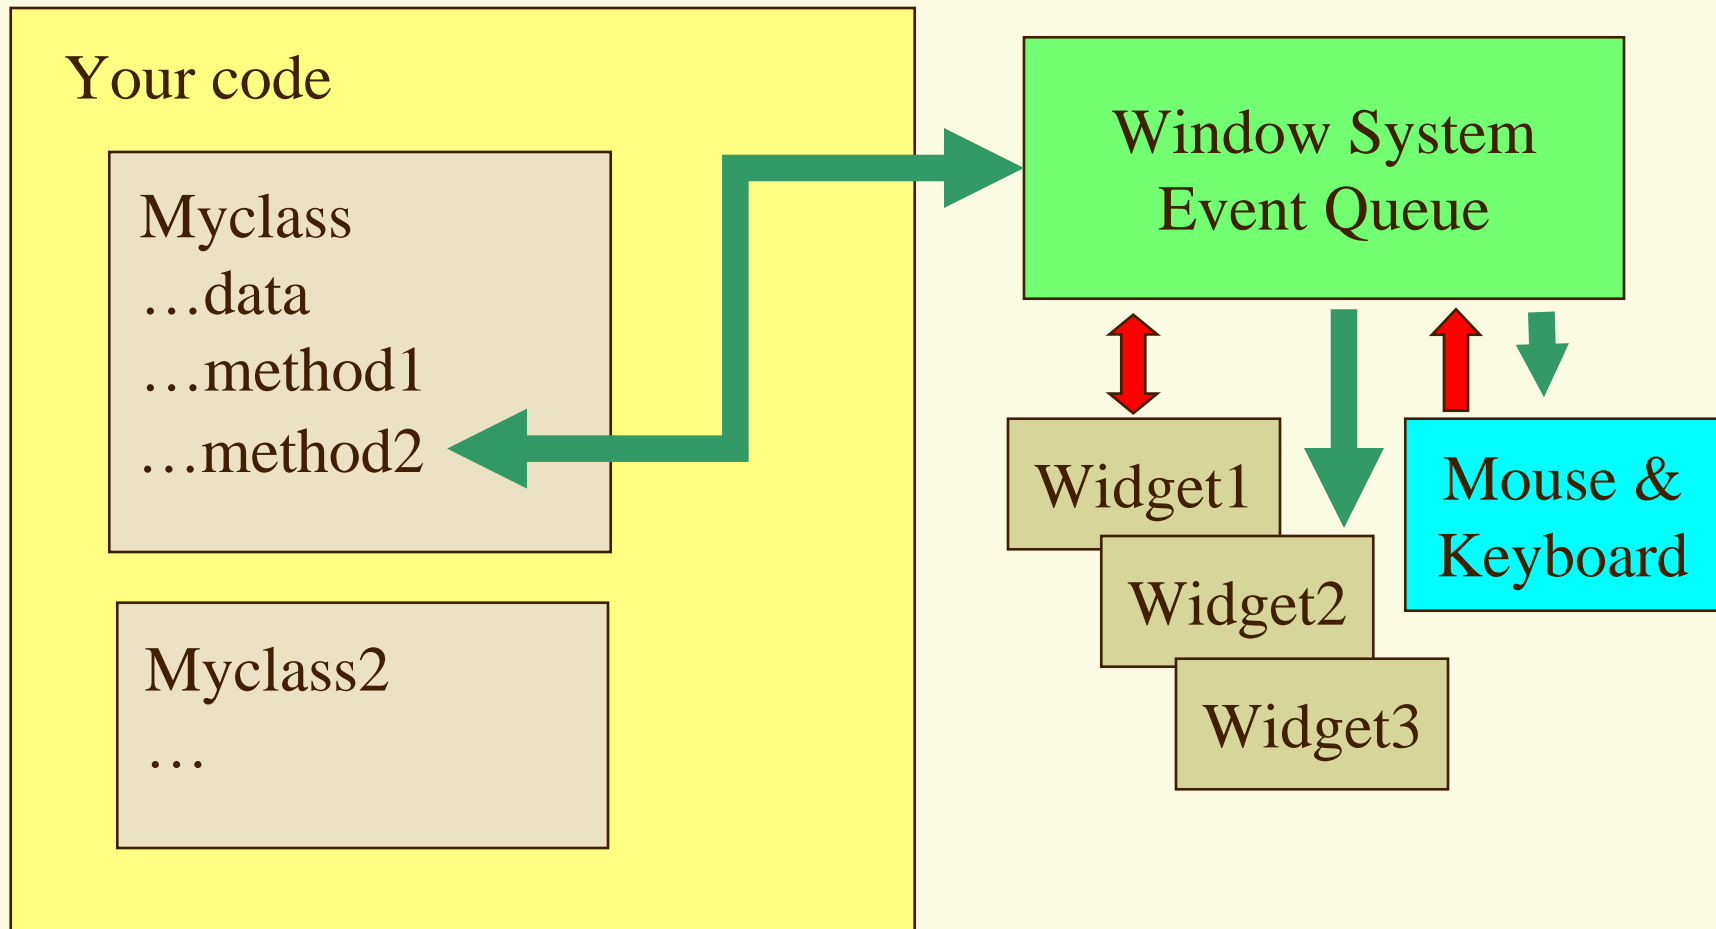 Your code
Myclass
…data
…method1
…method2
Myclass2
…
Window System
Event Queue
Widget1
Widget2
Widget3
Mouse &
Keyboard